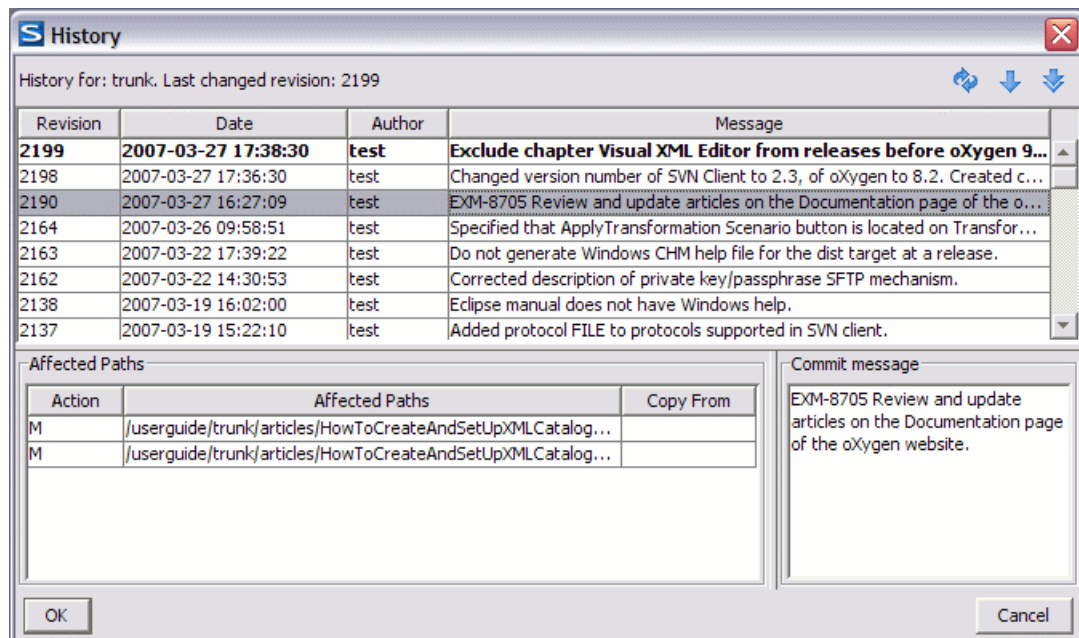 S History
History for: trunk. Last changed revision: 2199
Revision Date Author Message
2199 2007-03-27 17:38:30 test Exclude chapter Visual XML Editor from releases before oXygen 9...
2198 2007-03-27 17:36:30 test Changed version number of SVN Client to 2.3, of oXygen to 8.2. Created c...
2190 2007-03-27 16:27:09 test EXM-8705 Review and update articles on the Documentation page of the o...
2164 2007-03-26 09:58:51 test Specified that ApplyTransformation Scenario button is located on Transfor...
2163 2007-03-22 17:39:22 test Do not generate Windows CHM help file for the dist target at a release.
2162 2007-03-22 14:30:53 test Corrected description of private key/passphrase SFTP mechanism.
2138 2007-03-19 16:02:00 test Eclipse manual does not have Windows help.
2137 2007-03-19 15:22:10 test Added protocol FILE to protocols supported in SVN client.
Affected Paths
Action Affected Paths Copy From
M /userguide/trunk/articles/HowToCreateAndSetUpXMLCatalog...
M /userguide/trunk/articles/HowToCreateAndSetUpXMLCatalog...
Commit message
EXM-8705 Review and update
articles on the Documentation page
of the oXygen website.
OK Cancel